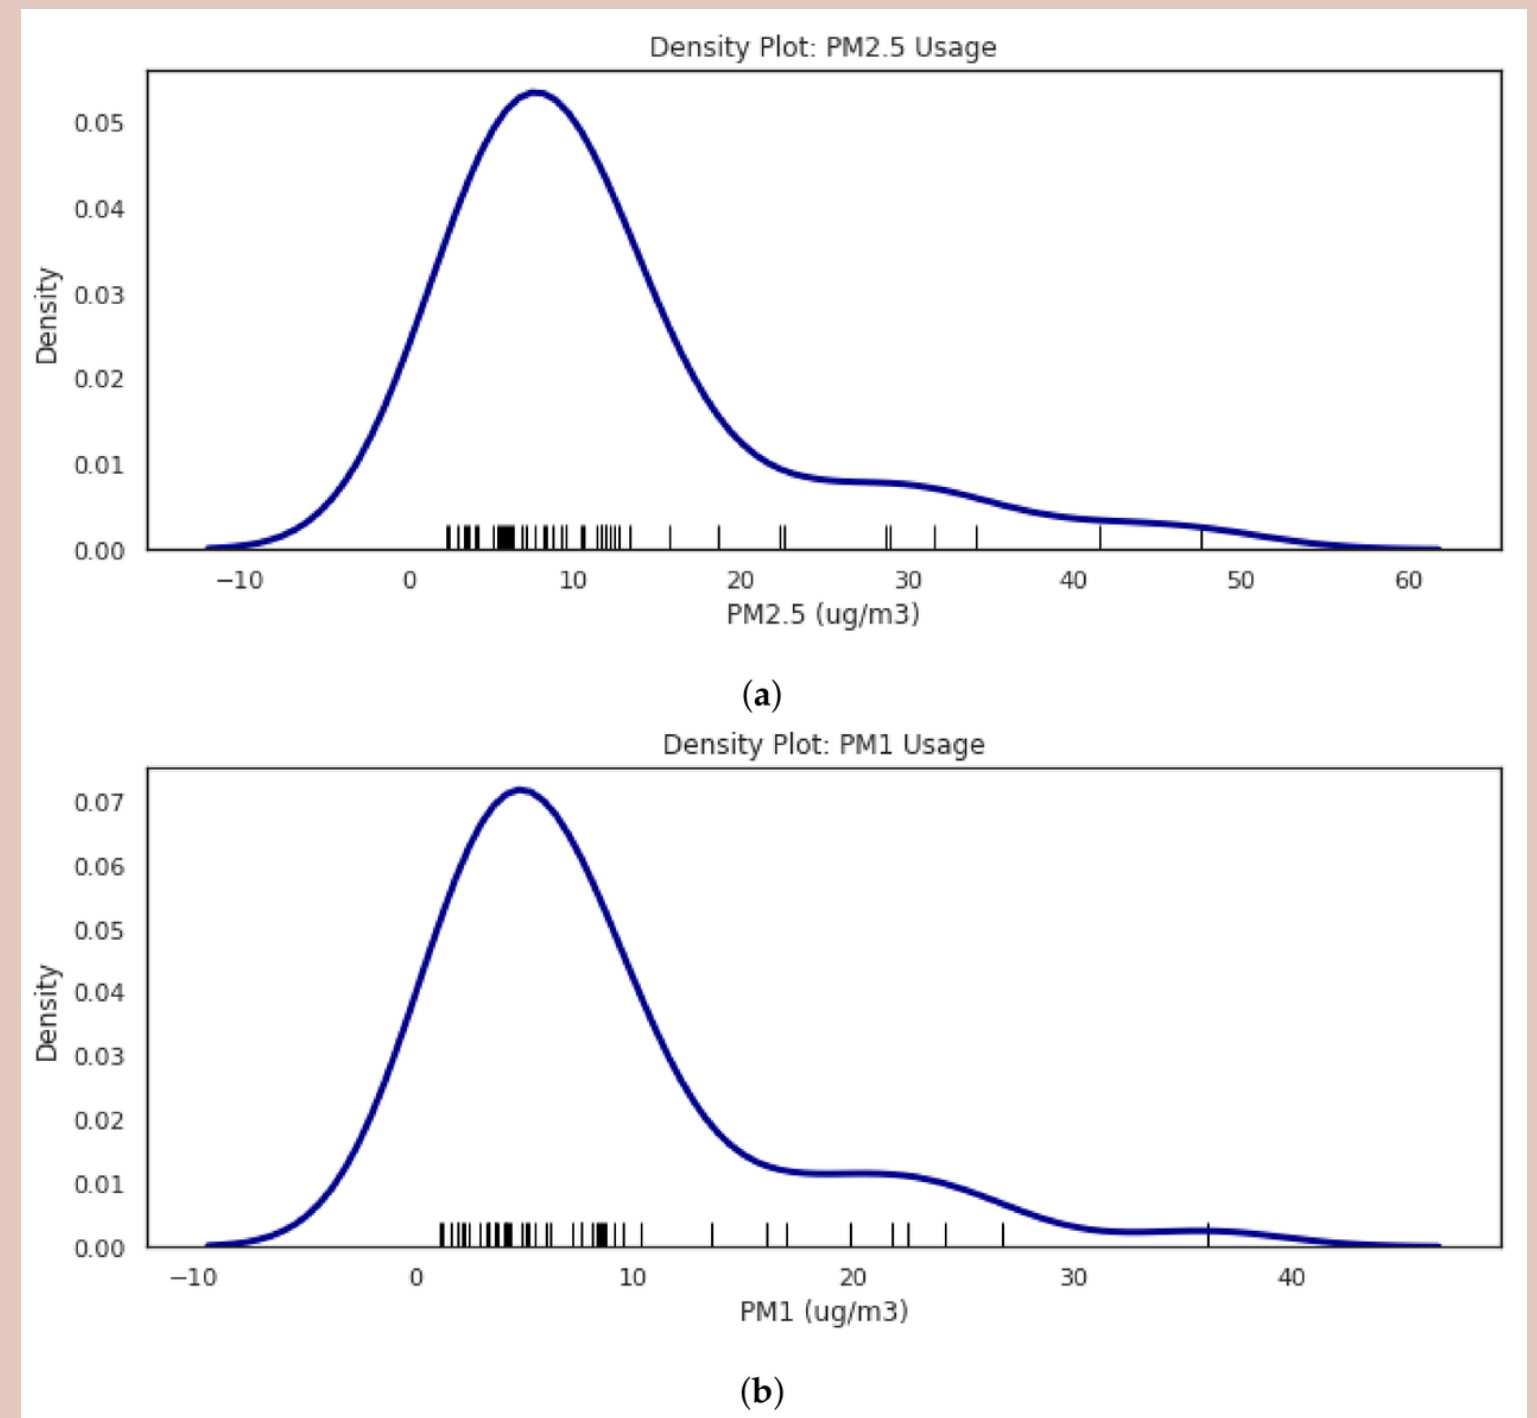 Density Plot: PM2.5 Usage
0.05
0.04
0.03
0.02
0.01
0.00
Density
−10 0 10 20 30 40 50 60
PM2.5 (ug/m3)
(a)
Density Plot: PM1 Usage
0.07
0.06
0.05
0.04
0.03
0.02
0.01
0.00
Density
−10 0 10 20 30 40
PM1 (ug/m3)
(b)